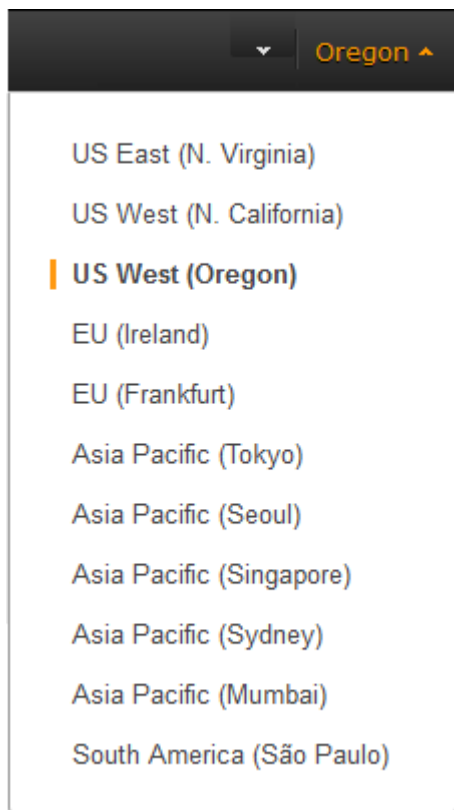 Oregon
US East (N. Virginia)
US West (N. California)
US West (Oregon)
EU (Ireland)
EU (Frankfurt)
Asia Pacific (Tokyo)
Asia Pacific (Seoul)
Asia Pacific (Singapore)
Asia Pacific (Sydney)
Asia Pacific (Mumbai)
South America (São Paulo)